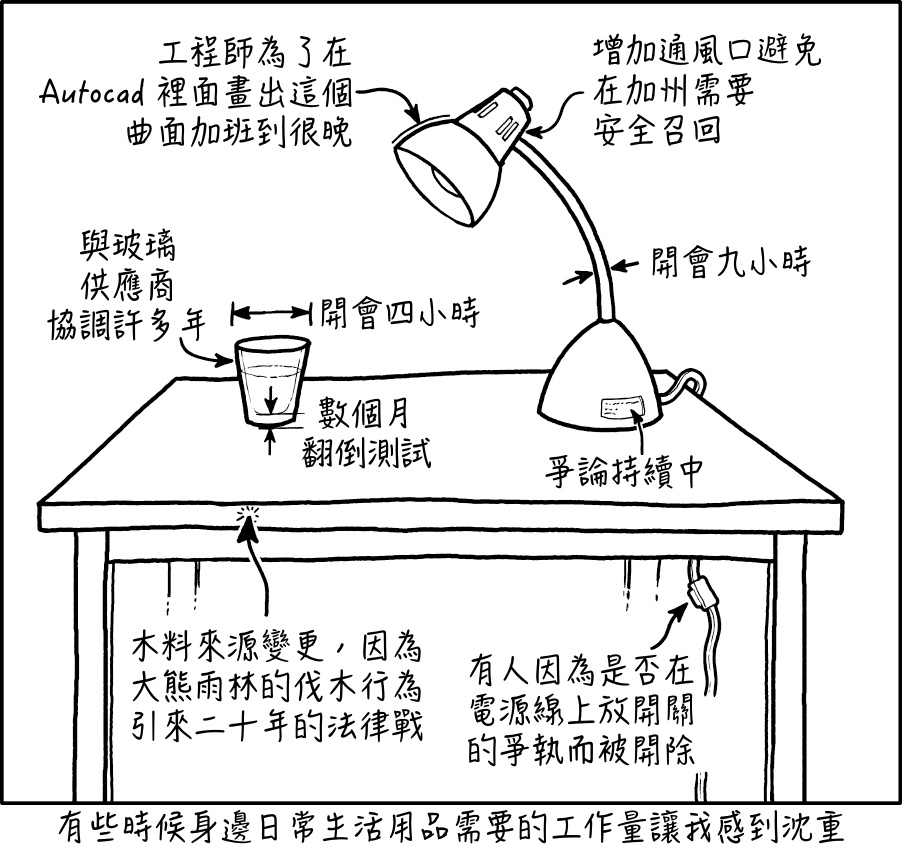 工程師為了在
Autocad 裡面畫出這個
曲面加班到很晚
增加通風口避免
在加州需要
安全召回
與玻璃
供應商
協調許多年
開會四小時
開會九小時
數個月
翻倒測試
爭論持續中
木料來源變更，因為
大熊雨林的伐木行為
引來二十年的法律戰
有人因為是否在
電源線上放開關
的爭執而被開除
有些時候身邊日常生活用品需要的工作量讓我感到沈重